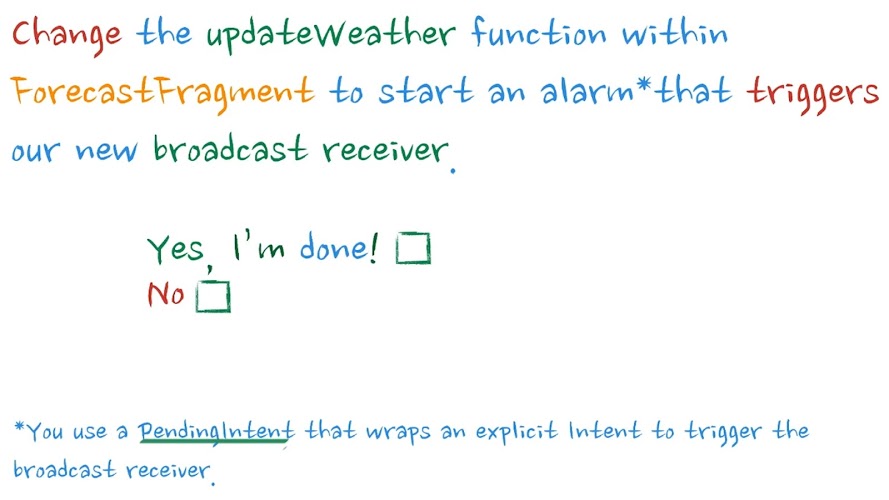 Change the updateWeather function within
ForecastFragment to start an alarm* that triggers
our new broadcast receiver.
Yes, I'm done!
No
*You use a PendingIntent that wraps an explicit Intent to trigger the
broadcast receiver.